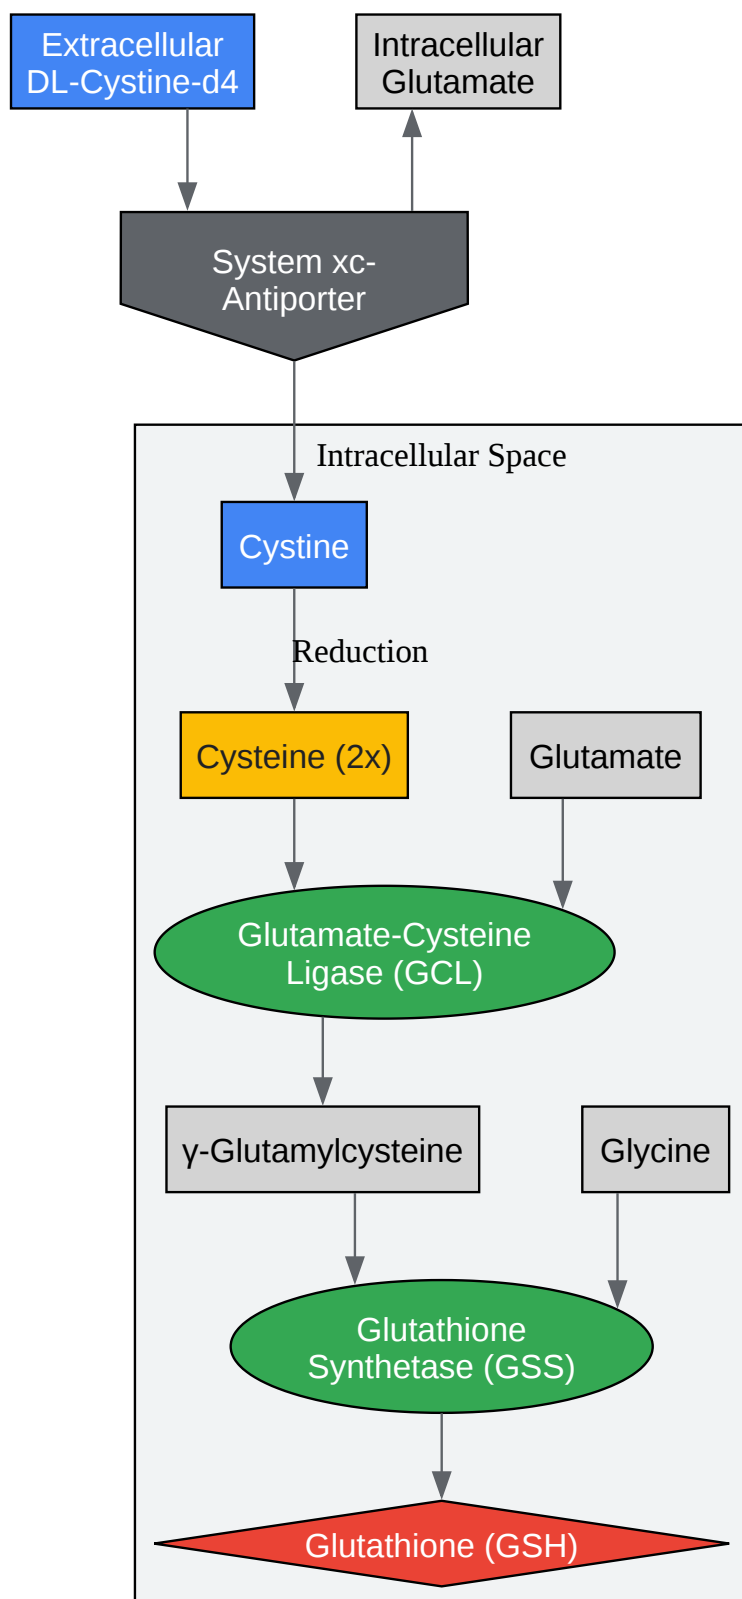 Extracellular
DL-Cystine-d4
Intracellular
Glutamate
System xc-
Antiporter
Intracellular Space
Cystine
Reduction
Cysteine (2x)
Glutamate
Glutamate-Cysteine
Ligase (GCL)
γ-Glutamylcysteine
Glycine
Glutathione
Synthetase (GSS)
Glutathione (GSH)